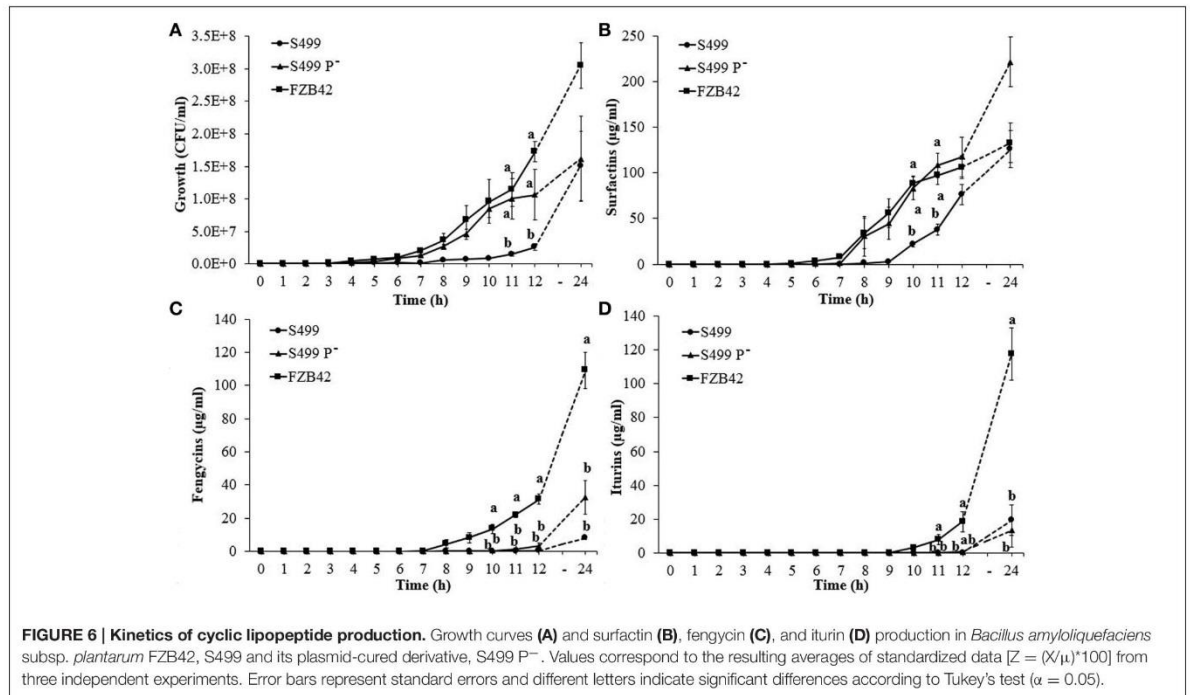 A
S499
S499 P⁻
FZB42
Growth (CFU/ml)
3.5E+8
3.0E+8
2.5E+8
2.0E+8
1.5E+8
1.0E+8
5.0E+7
0.0E+0
a
a
a
a
b
b
0 1 2 3 4 5 6 7 8 9 10 11 12 - 24
Time (h)
B
S499
S499 P⁻
FZB42
Surfactins (µg/ml)
250
200
150
100
50
0
a
a
a
a
b
b
0 1 2 3 4 5 6 7 8 9 10 11 12 - 24
Time (h)
C
S499
S499 P⁻
FZB42
Fengycins (µg/ml)
140
120
100
80
60
40
20
0
a
a
a
a
b
b
b
b
b
b
b
b
0 1 2 3 4 5 6 7 8 9 10 11 12 - 24
Time (h)
D
S499
S499 P⁻
FZB42
Iturins (µg/ml)
140
120
100
80
60
40
20
0
a
a
a
b
b
b
b
ab
b
0 1 2 3 4 5 6 7 8 9 10 11 12 - 24
Time (h)
FIGURE 6 | Kinetics of cyclic lipopeptide production. Growth curves (A) and surfactin (B), fengycin (C), and iturin (D) production in Bacillus amyloliquefaciens
subsp. plantarum FZB42, S499 and its plasmid-cured derivative, S499 P⁻. Values correspond to the resulting averages of standardized data [Z = (X/µ)*100] from
three independent experiments. Error bars represent standard errors and different letters indicate significant differences according to Tukey's test (α = 0.05).